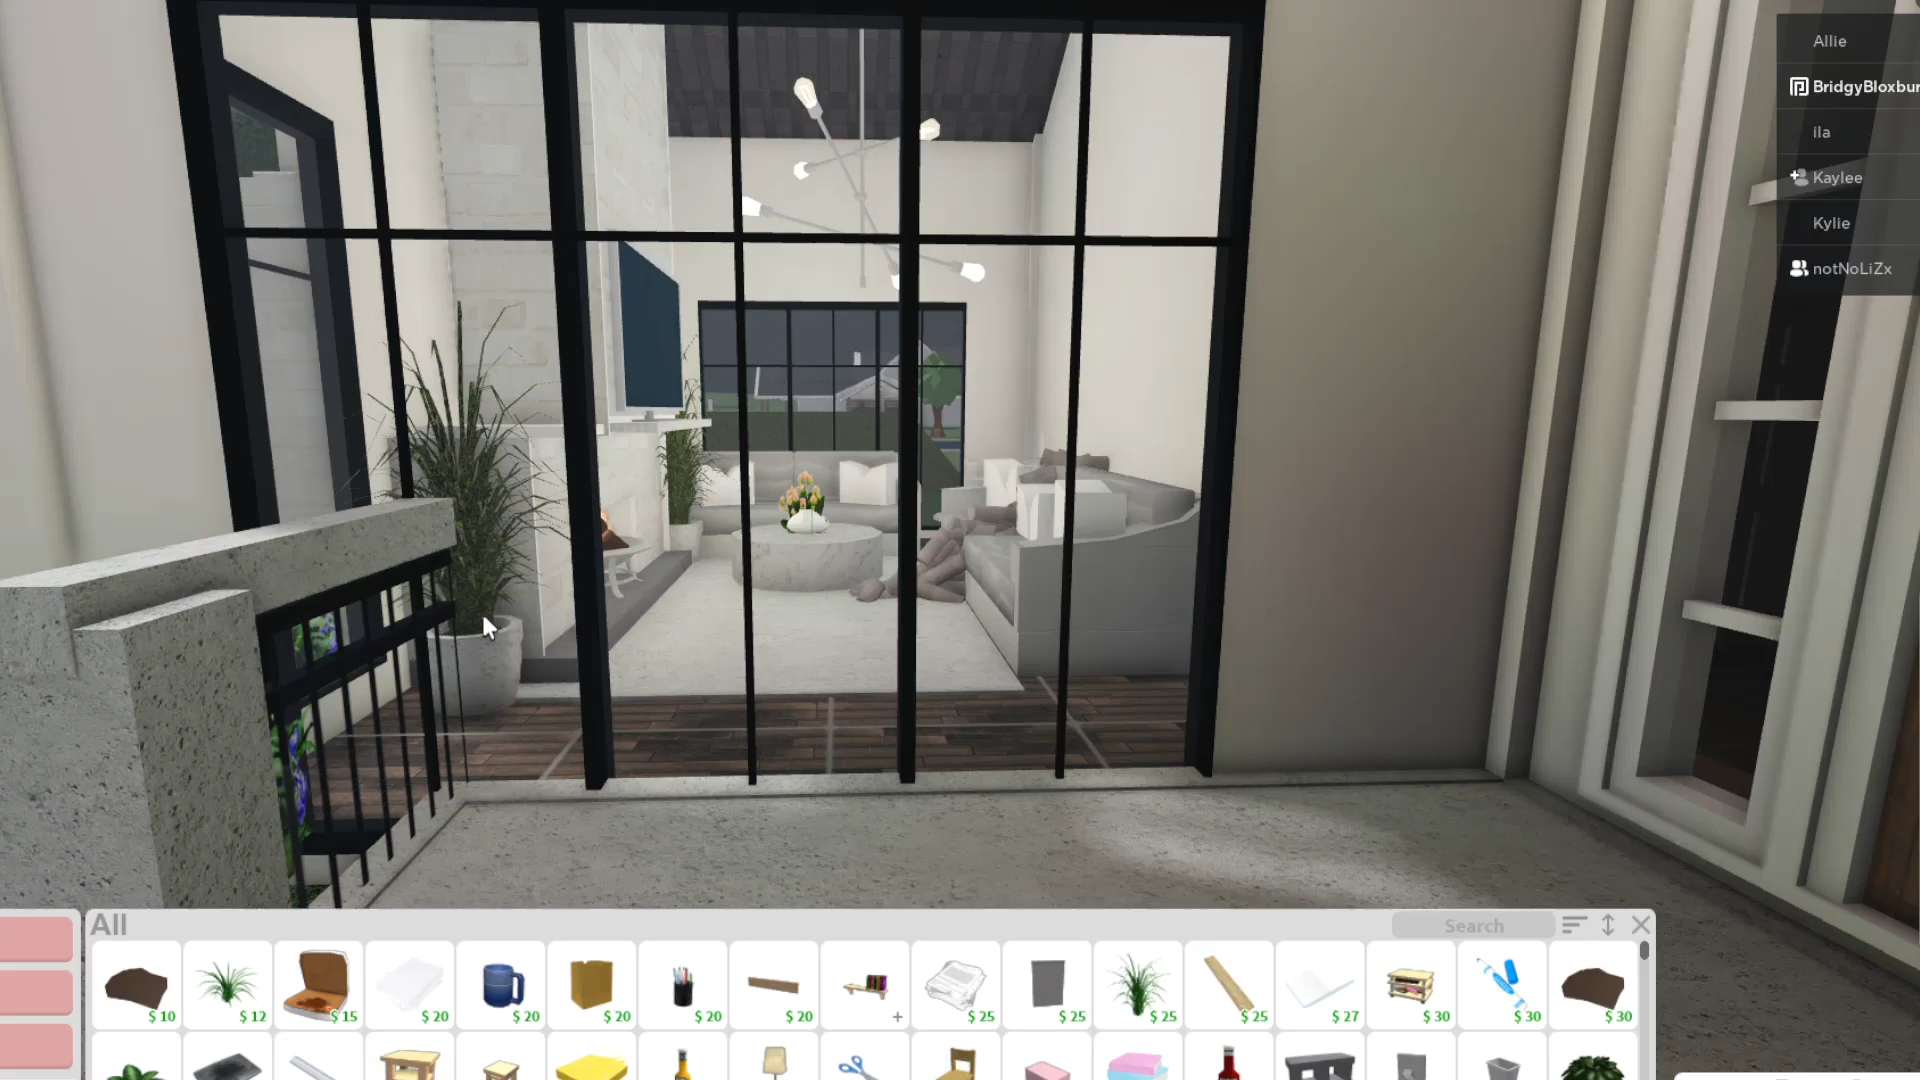 Allie
BridgyBloxbur
ila
Kaylee
Kylie
notNoLiZx
All
Search
$10
$12
$15
$20
$20
$20
$20
$20
+
$25
$25
$25
$25
$27
$30
$30
$30